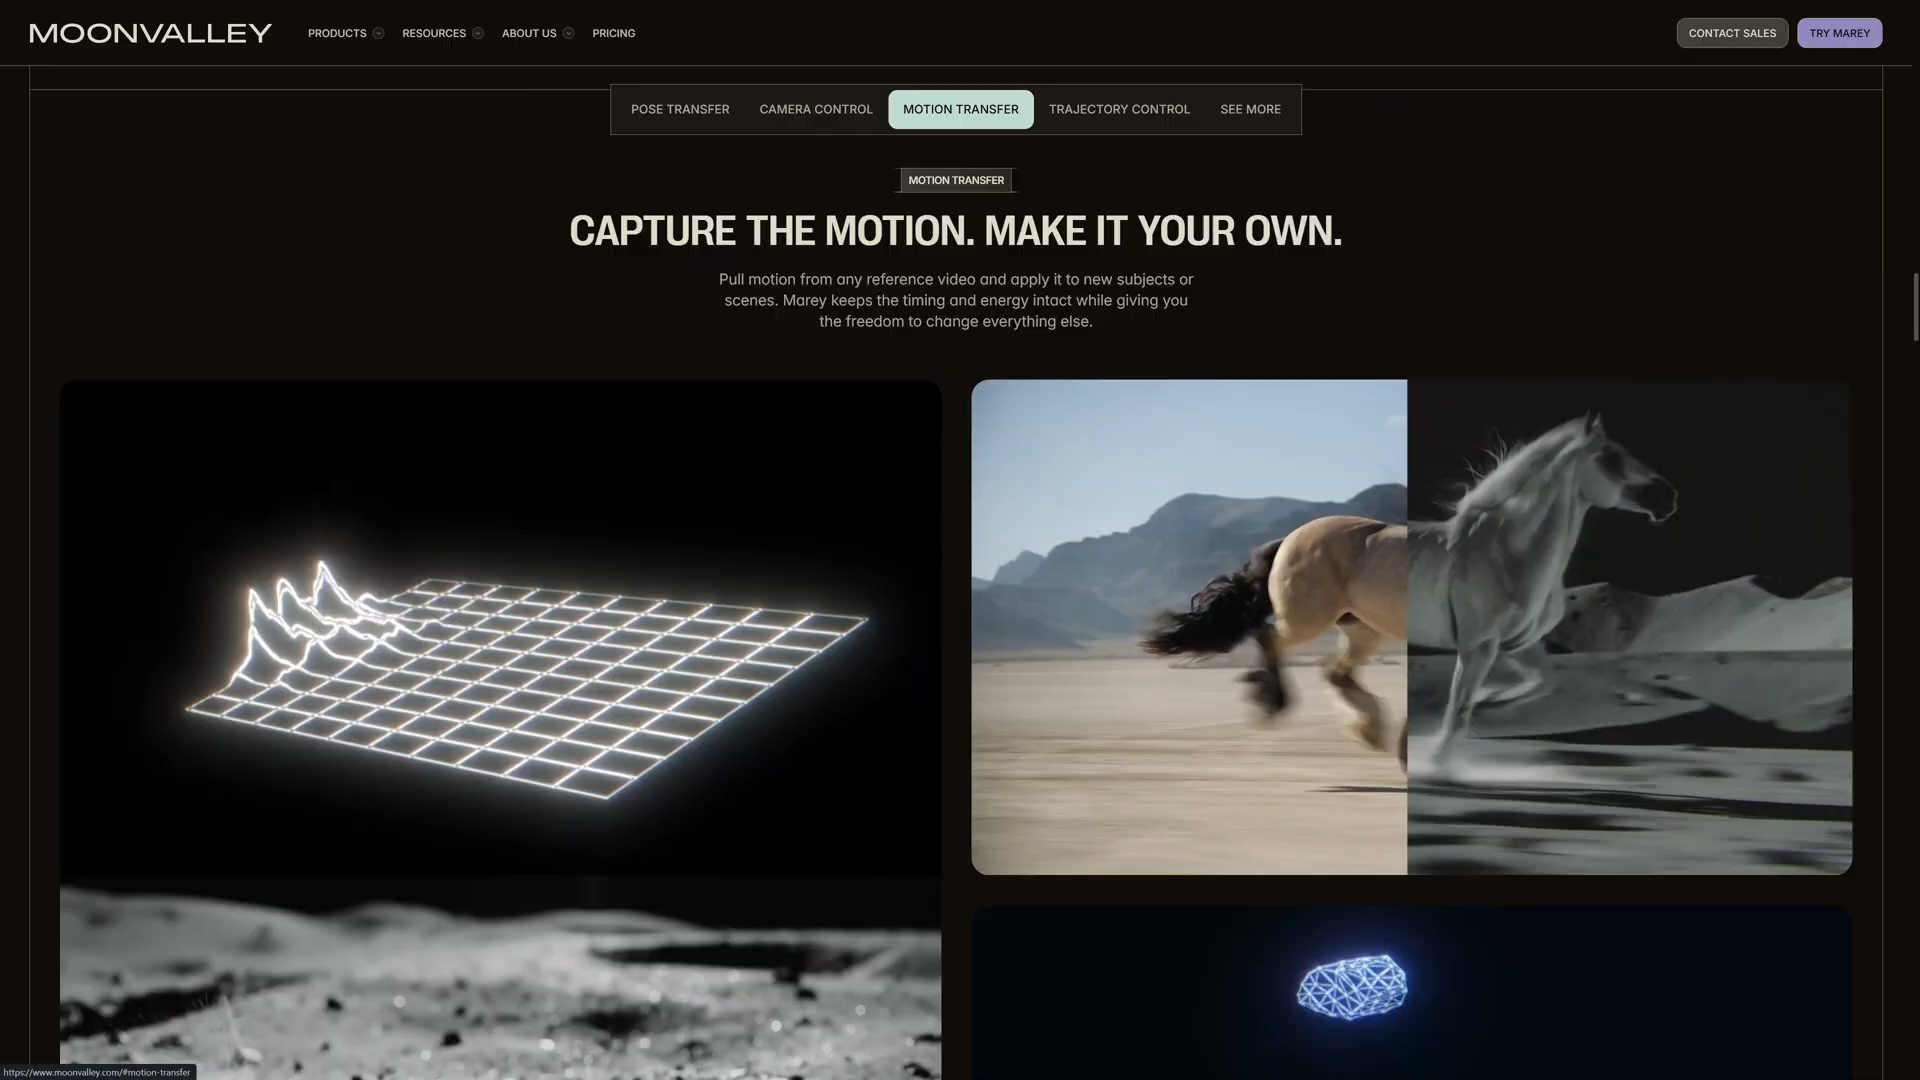 MOONVALLEY
PRODUCTS
RESOURCES
ABOUT US
PRICING
CONTACT SALES
TRY MAREY
POSE TRANSFER
CAMERA CONTROL
MOTION TRANSFER
TRAJECTORY CONTROL
SEE MORE
MOTION TRANSFER
CAPTURE THE MOTION. MAKE IT YOUR OWN.
Pull motion from any reference video and apply it to new subjects or
scenes. Marey keeps the timing and energy intact while giving you
the freedom to change everything else.
https://www.moonvalley.com/#motion-transfer